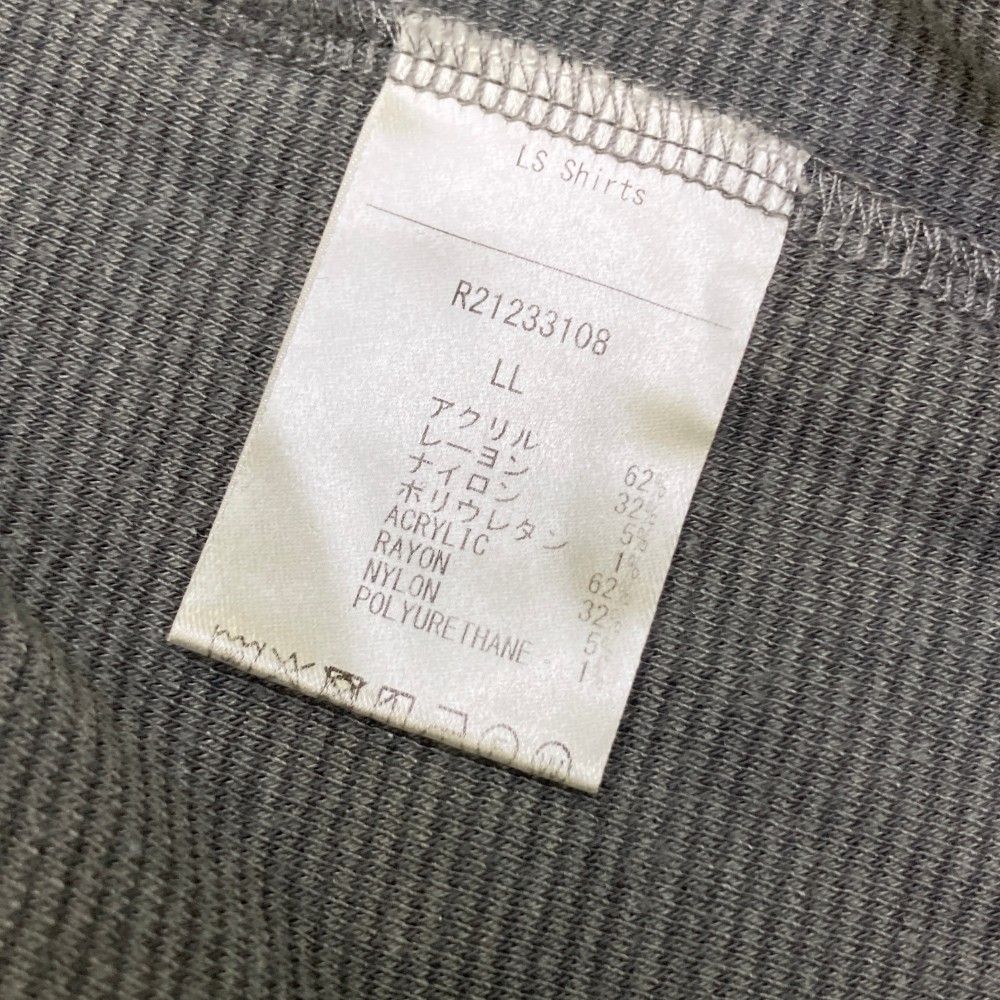 LS Shirts
R21233108
LL
アクリル 62%
レーヨン 32%
ナイロン 5%
ポリウレタン 1%
ACRYLIC 62%
RAYON 32%
NYLON 5%
POLYURETHANE 1%